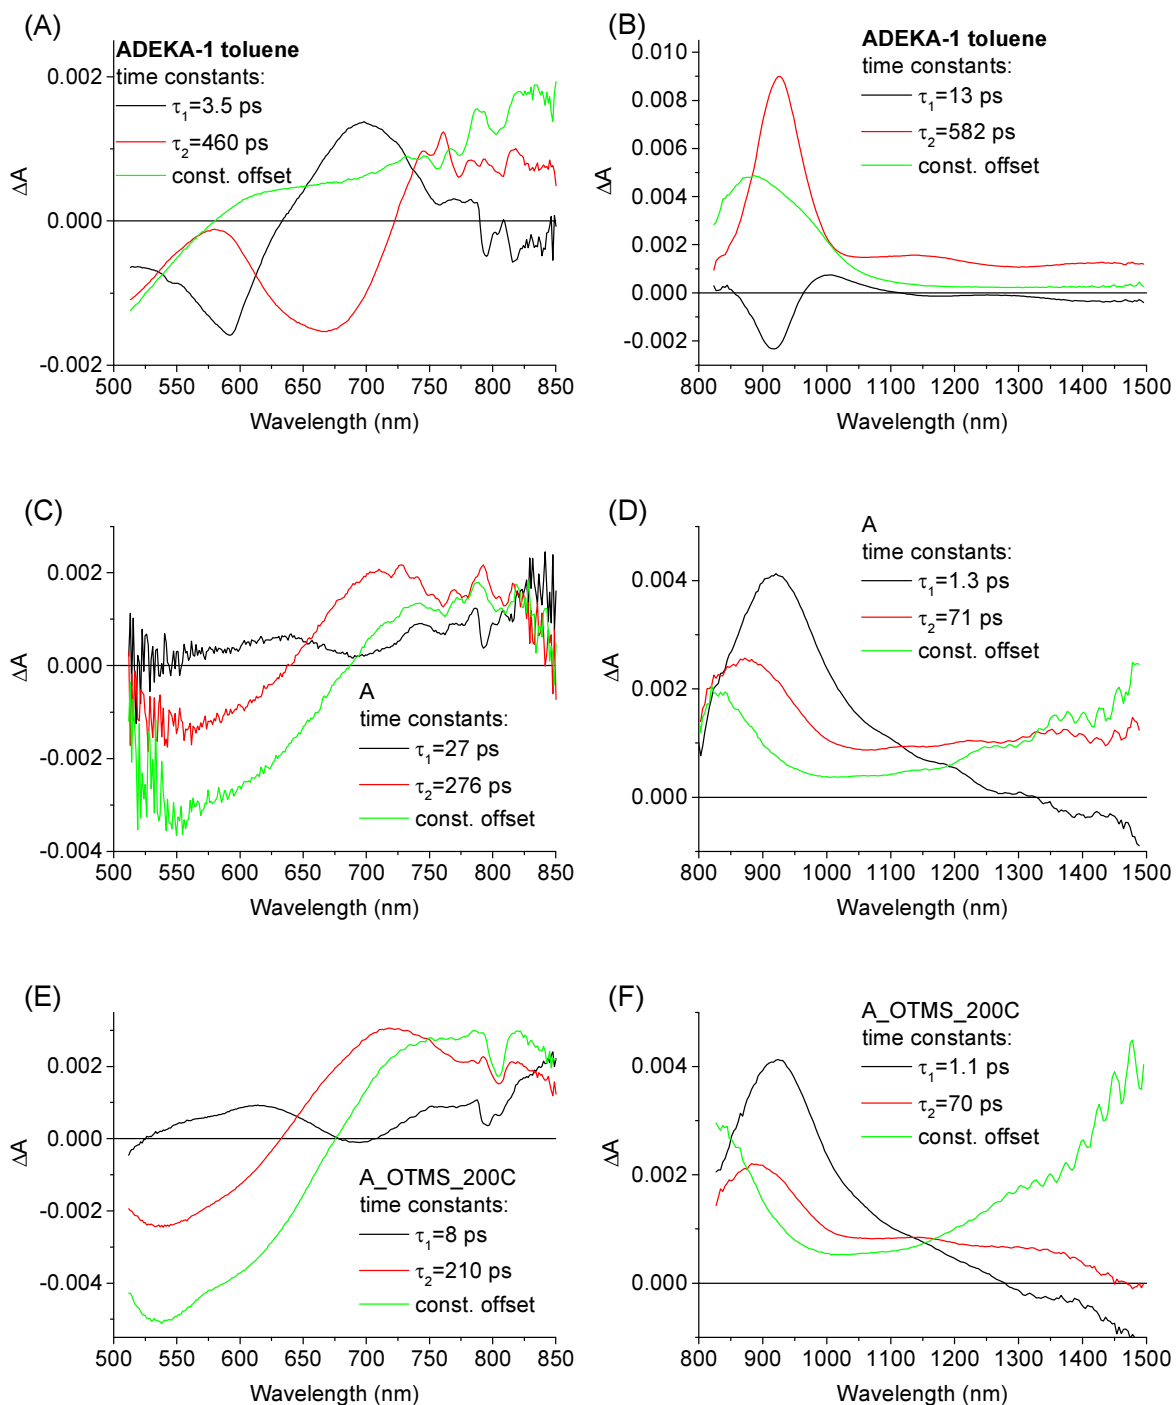 (A)
ADEKA-1 toluene
time constants:
τ1=3.5 ps
τ2=460 ps
const. offset
0.002
0.000
-0.002
ΔA
500 550 600 650 700 750 800 850
Wavelength (nm)
(B)
ADEKA-1 toluene
time constants:
τ1=13 ps
τ2=582 ps
const. offset
0.010
0.008
0.006
0.004
0.002
0.000
-0.002
ΔA
800 900 1000 1100 1200 1300 1400 1500
Wavelength (nm)
(C)
A
time constants:
τ1=27 ps
τ2=276 ps
const. offset
0.002
0.000
-0.002
-0.004
ΔA
500 550 600 650 700 750 800 850
Wavelength (nm)
(D)
A
time constants:
τ1=1.3 ps
τ2=71 ps
const. offset
0.004
0.002
0.000
ΔA
800 900 1000 1100 1200 1300 1400 1500
Wavelength (nm)
(E)
A_OTMS_200C
time constants:
τ1=8 ps
τ2=210 ps
const. offset
0.002
0.000
-0.002
-0.004
ΔA
500 550 600 650 700 750 800 850
Wavelength (nm)
(F)
A_OTMS_200C
time constants:
τ1=1.1 ps
τ2=70 ps
const. offset
0.004
0.002
0.000
ΔA
800 900 1000 1100 1200 1300 1400 1500
Wavelength (nm)